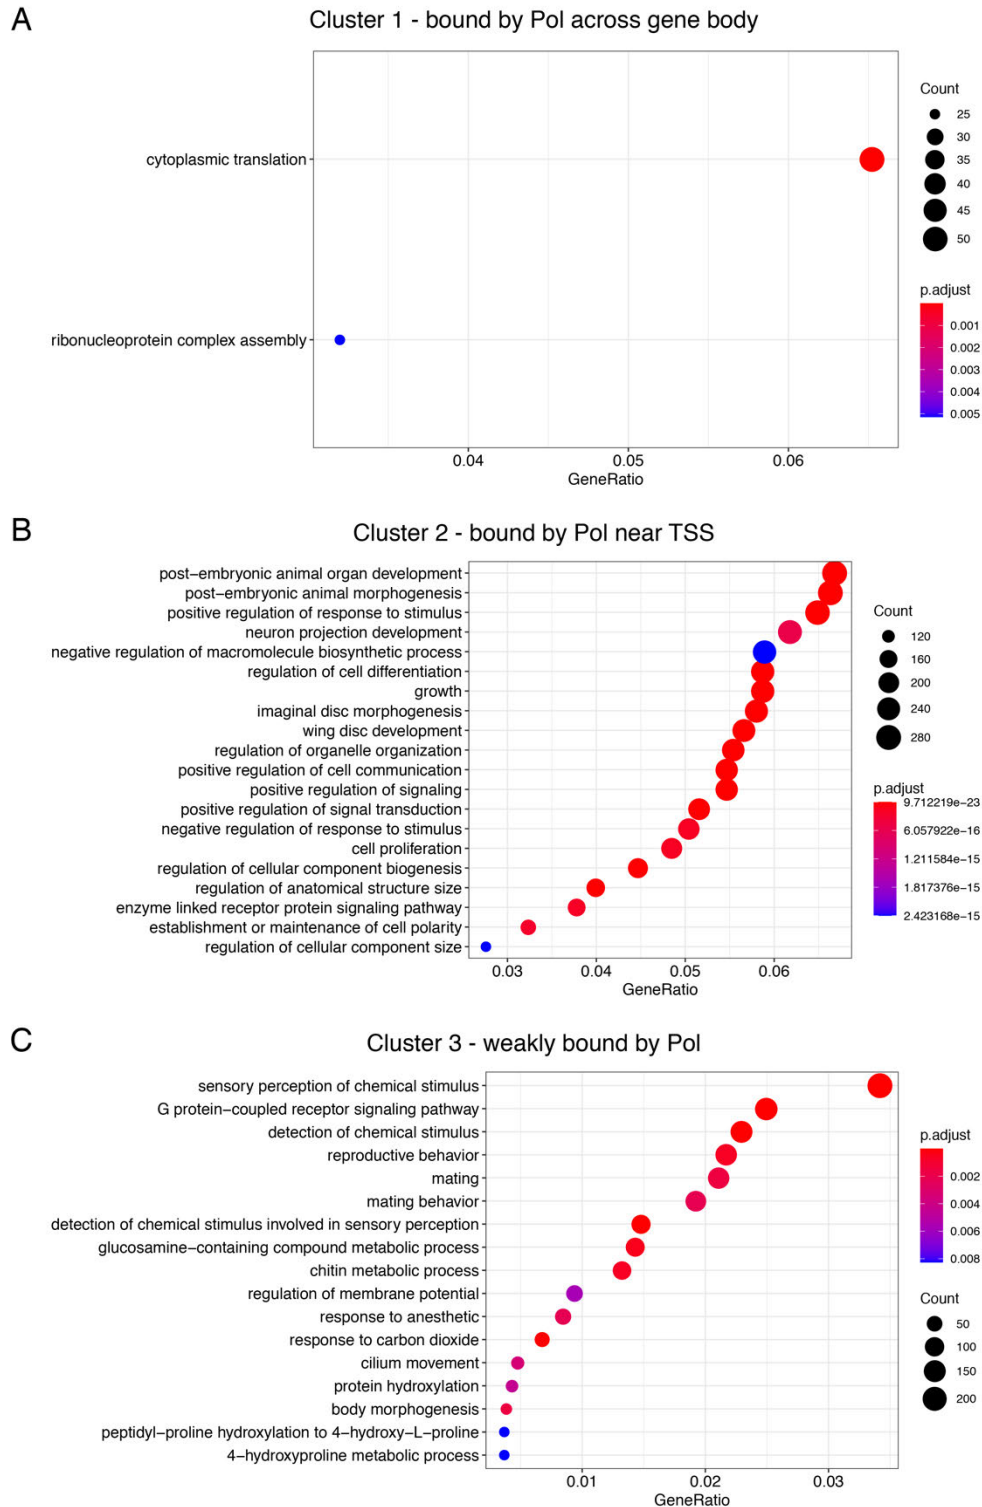 A
Cluster 1 - bound by Pol across gene body
cytoplasmic translation
ribonucleoprotein complex assembly
0.04 0.05 0.06
GeneRatio
Count
25
30
35
40
45
50
p.adjust
0.001
0.002
0.003
0.004
0.005
B
Cluster 2 - bound by Pol near TSS
post−embryonic animal organ development
post−embryonic animal morphogenesis
positive regulation of response to stimulus
neuron projection development
negative regulation of macromolecule biosynthetic process
regulation of cell differentiation
growth
imaginal disc morphogenesis
wing disc development
regulation of organelle organization
positive regulation of cell communication
positive regulation of signaling
positive regulation of signal transduction
negative regulation of response to stimulus
cell proliferation
regulation of cellular component biogenesis
regulation of anatomical structure size
enzyme linked receptor protein signaling pathway
establishment or maintenance of cell polarity
regulation of cellular component size
0.03 0.04 0.05 0.06
GeneRatio
Count
120
160
200
240
280
p.adjust
9.712219e−23
6.057922e−16
1.211584e−15
1.817376e−15
2.423168e−15
C
Cluster 3 - weakly bound by Pol
sensory perception of chemical stimulus
G protein−coupled receptor signaling pathway
detection of chemical stimulus
reproductive behavior
mating
mating behavior
detection of chemical stimulus involved in sensory perception
glucosamine−containing compound metabolic process
chitin metabolic process
regulation of membrane potential
response to anesthetic
response to carbon dioxide
cilium movement
protein hydroxylation
body morphogenesis
peptidyl−proline hydroxylation to 4−hydroxy−L−proline
4−hydroxyproline metabolic process
0.01 0.02 0.03
GeneRatio
p.adjust
0.002
0.004
0.006
0.008
Count
50
100
150
200